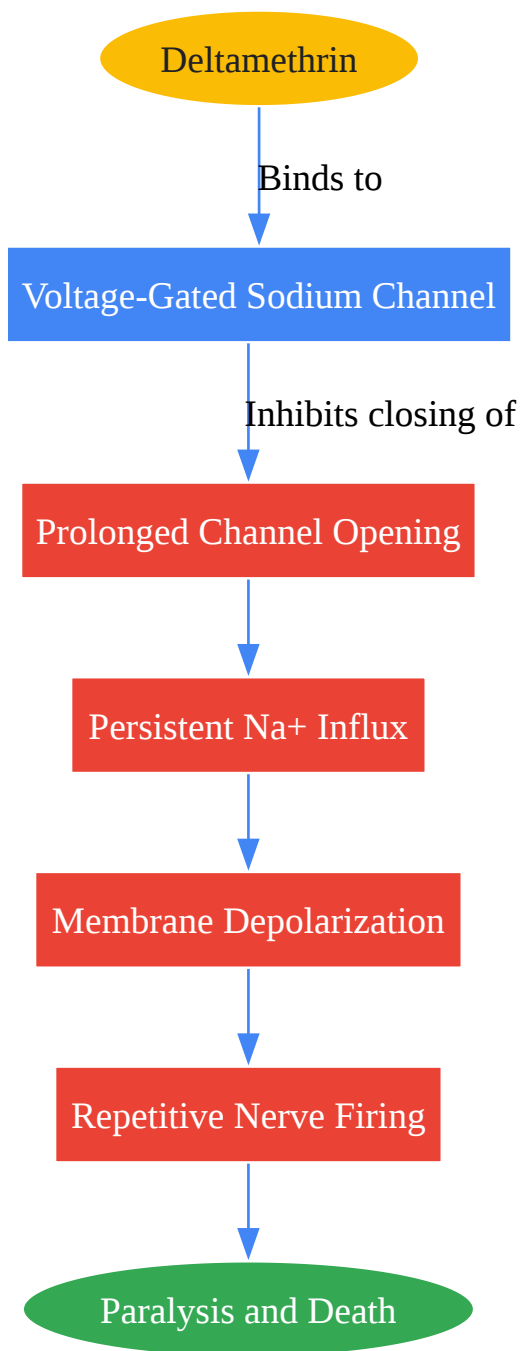 Deltamethrin
Binds to
Voltage-Gated Sodium Channel
Inhibits closing of
Prolonged Channel Opening
Persistent Na+ Influx
Membrane Depolarization
Repetitive Nerve Firing
Paralysis and Death